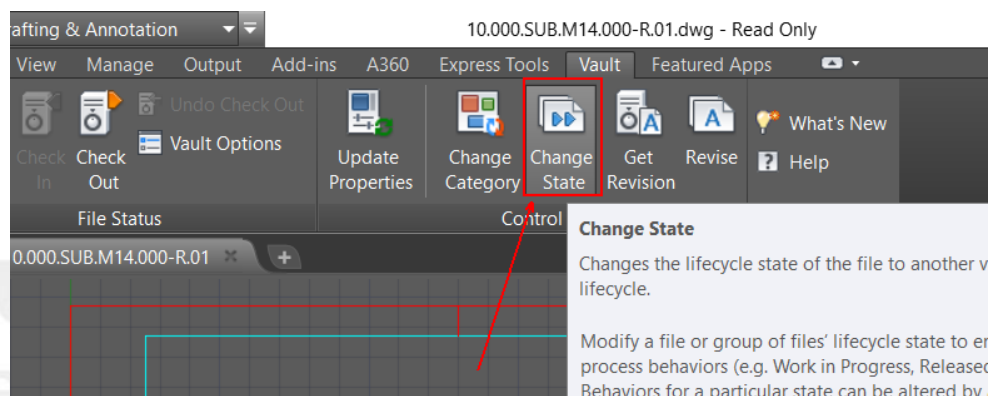 rafting & Annotation
10.000.SUB.M14.000-R.01.dwg - Read Only
View Manage Output Add-ins A360 Express Tools Vault Featured Apps
Check In
Check Out
Undo Check Out
Vault Options
Update Properties
Change Category
Change State
Get Revision
Revise
What's New
Help
File Status
Control
0.000.SUB.M14.000-R.01
Change State
Changes the lifecycle state of the file to another v
lifecycle.
Modify a file or group of files' lifecycle state to en
process behaviors (e.g. Work in Progress, Released
Behaviors for a particular state can be altered by